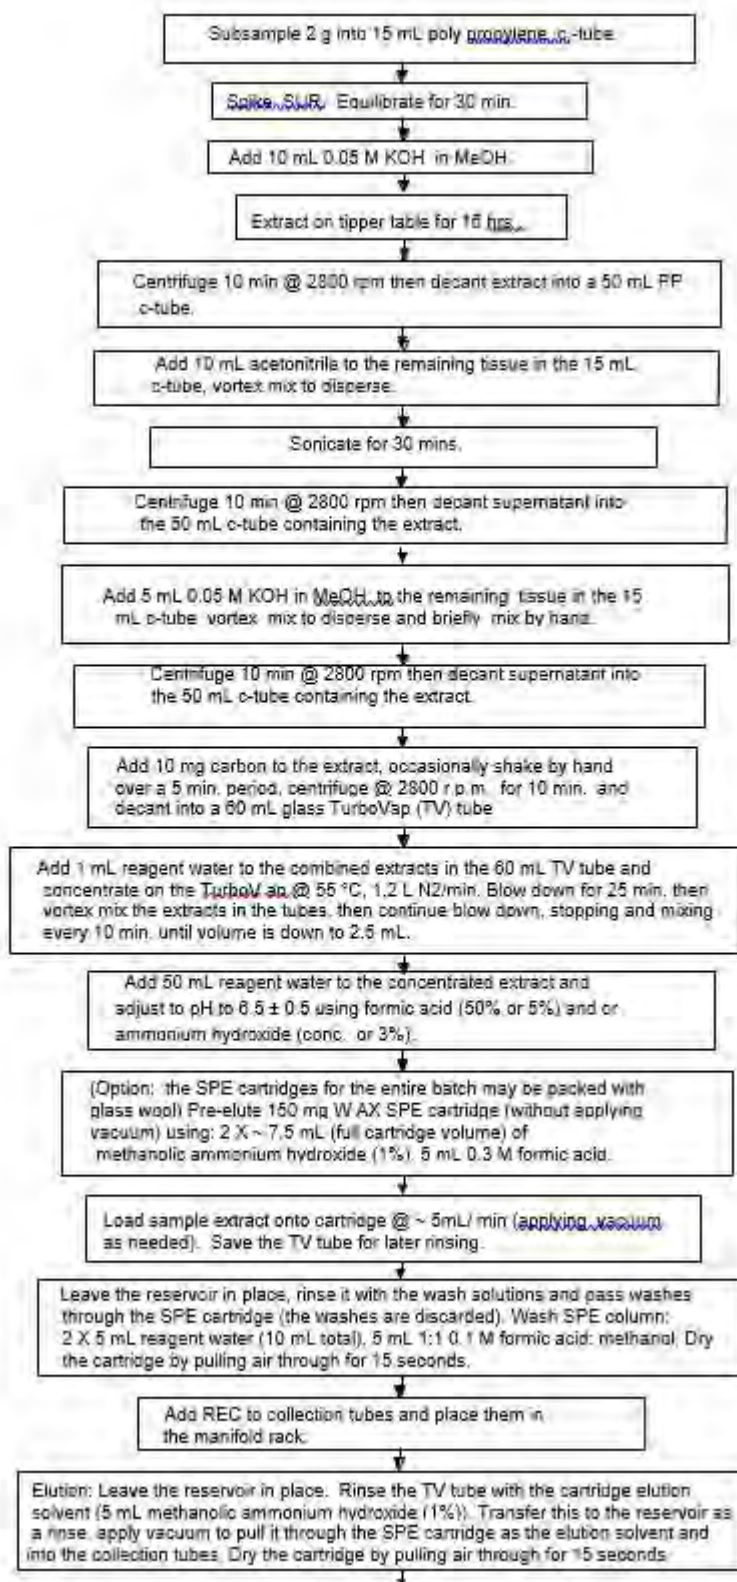 Subsample 2 g into 15 mL poly propylene c.-tube
Spike SUR. Equilibrate for 30 min.
Add 10 mL 0.05 M KOH in MeOH.
Extract on tipper table for 16 hrs.
Centrifuge 10 min @ 2800 rpm then decant extract into a 50 mL PP
c-tube.
Add 10 mL acetonitrile to the remaining tissue in the 15 mL
c-tube, vortex mix to disperse.
Sonicate for 30 mins.
Centrifuge 10 min @ 2800 rpm then decant supernatant into
the 50 mL c-tube containing the extract.
Add 5 mL 0.05 M KOH in MeOH to the remaining tissue in the 15
mL c-tube vortex mix to disperse and briefly mix by hand.
Centrifuge 10 min @ 2800 rpm then decant supernatant into
the 50 mL c-tube containing the extract.
Add 10 mg carbon to the extract, occasionally shake by hand
over a 5 min. period, centrifuge @ 2800 r.p.m. for 10 min. and
decant into a 60 mL glass TurboVap (TV) tube
Add 1 mL reagent water to the combined extracts in the 60 mL TV tube and
concentrate on the TurboV ap @ 55 °C, 1.2 L N2/min. Blow down for 25 min. then
vortex mix the extracts in the tubes. then continue blow down, stopping and mixing
every 10 min. until volume is down to 2.5 mL.
Add 50 mL reagent water to the concentrated extract and
adjust to pH to 6.5 ± 0.5 using formic acid (50% or 5%) and or
ammonium hydroxide (conc. or 3%).
(Option: the SPE cartridges for the entire batch may be packed with
glass wool) Pre-elute 150 mg W AX SPE cartridge (without applying
vacuum) using: 2 X ~ 7.5 mL (full cartridge volume) of
methanolic ammonium hydroxide (1%). 5 mL 0.3 M formic acid.
Load sample extract onto cartridge @ ~ 5mL/ min (applying vacuum
as needed). Save the TV tube for later rinsing.
Leave the reservoir in place, rinse it with the wash solutions and pass washes
through the SPE cartridge (the washes are discarded). Wash SPE column:
2 X 5 mL reagent water (10 mL total), 5 mL 1:1 0.1 M formic acid: methanol. Dry
the cartridge by pulling air through for 15 seconds.
Add REC to collection tubes and place them in
the manifold rack.
Elution: Leave the reservoir in place. Rinse the TV tube with the cartridge elution
solvent (5 mL methanolic ammonium hydroxide (1%)). Transfer this to the reservoir as
a rinse, apply vacuum to pull it through the SPE cartridge as the elution solvent and
into the collection tubes. Dry the cartridge by pulling air through for 15 seconds